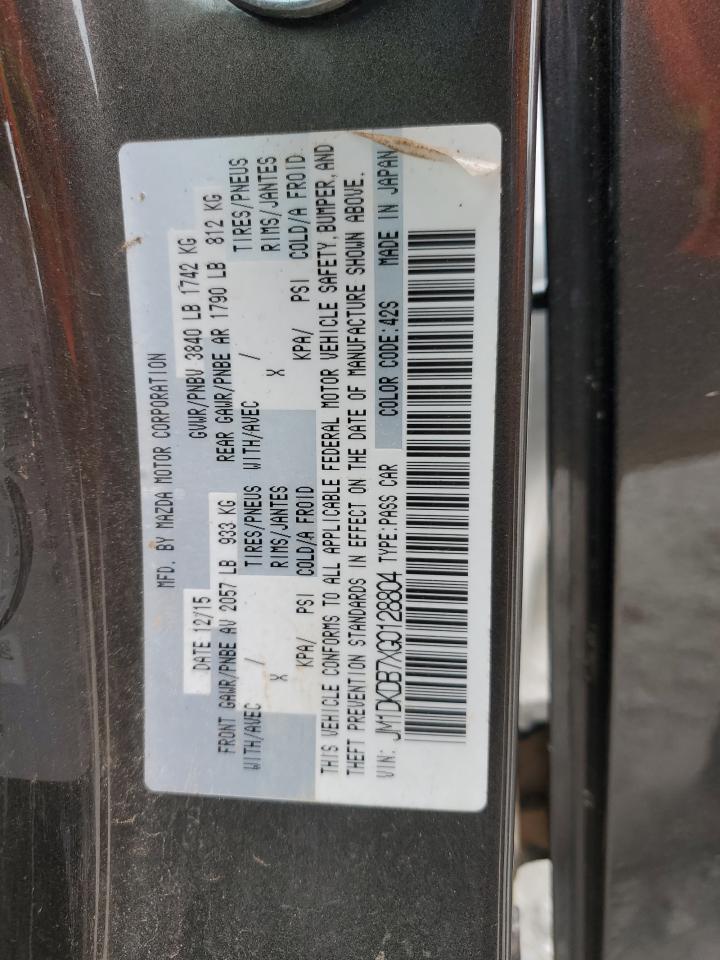 MFD. BY MAZDA MOTOR CORPORATION
DATE 12/15 GVWR/PNBV 3840 LB 1742 KG
FRONT GAWR/PNBE AV 2057 LB 933 KG REAR GAWR/PNBE AR 1790 LB 812 KG
WITH/AVEC / TIRES/PNEUS WITH/AVEC / TIRES/PNEUS
X RIMS/JANTES X RIMS/JANTES
KPA/ PSI COLD/A FROID KPA/ PSI COLD/A FROID
THIS VEHICLE CONFORMS TO ALL APPLICABLE FEDERAL MOTOR VEHICLE SAFETY, BUMPER, AND
THEFT PREVENTION STANDARDS IN EFFECT ON THE DATE OF MANUFACTURE SHOWN ABOVE.
VIN: JM1DKDB7XG0128804 TYPE:PASS CAR COLOR CODE:42S MADE IN JAPAN